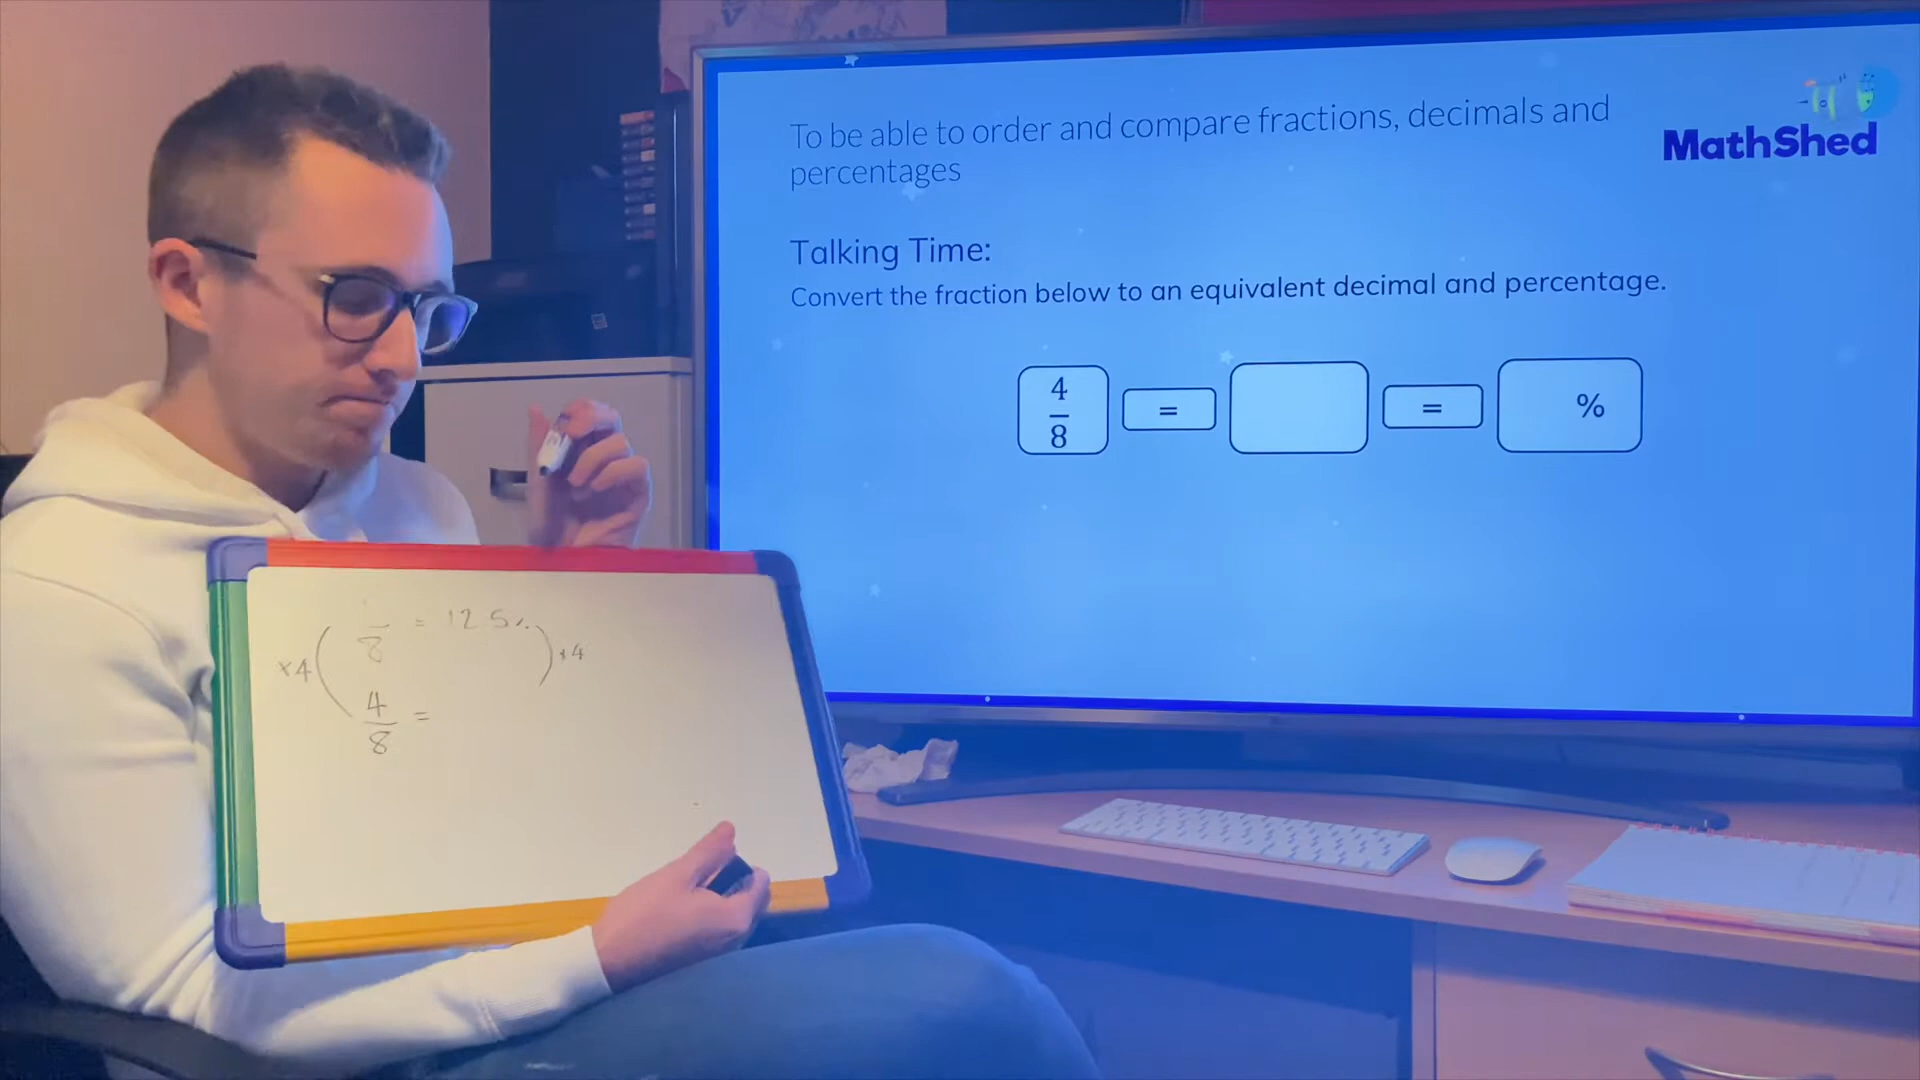 To be able to order and compare fractions, decimals and
percentages
MathShed
Talking Time:
Convert the fraction below to an equivalent decimal and percentage.
4/8 = = %
1/8 = 12 5%
×4 ×4
4/8 =